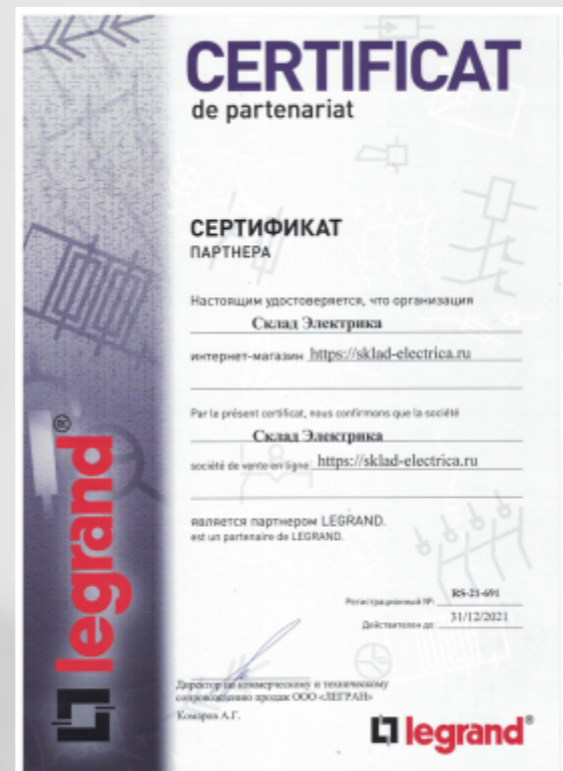 CERTIFICAT
de partenariat
СЕРТИФИКАТ
ПАРТНЕРА
Настоящим удостоверяется, что организация
Склад Электрика
интернет-магазин https://sklad-electrica.ru
Par le présent certificat, nous confirmons que la société
Склад Электрика
société de vente en ligne https://sklad-electrica.ru
является партнером LEGRAND.
est un partenaire de LEGRAND.
Регистрационный №: RS-21-691
Действителен до: 31/12/2021
Директор по коммерческому и техническому
сопровождению продаж ООО «ЛЕГРАН»
Комаров А.Г.
legrand®
legrand®